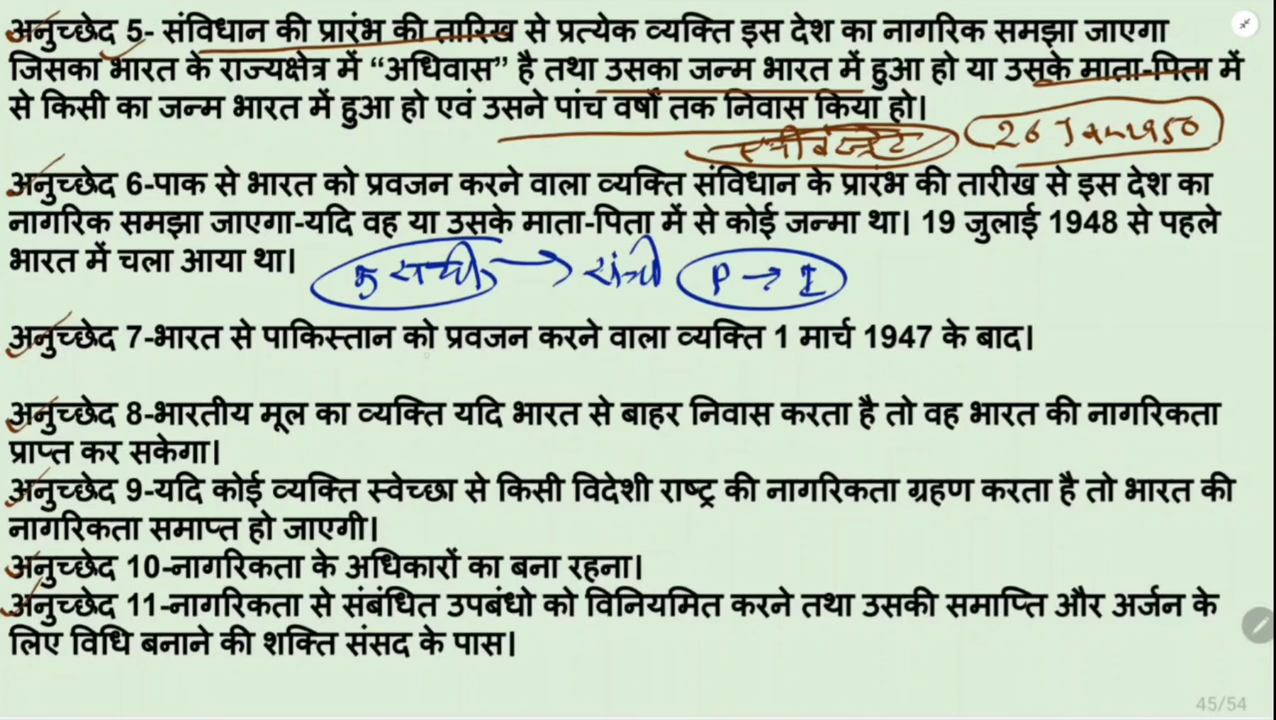 अनुच्छेद 5- संविधान की प्रारंभ की तारिख से प्रत्येक व्यक्ति इस देश का नागरिक समझा जाएगा
जिसका भारत के राज्यक्षेत्र में “अधिवास” है तथा उसका जन्म भारत में हुआ हो या उसके माता-पिता में
से किसी का जन्म भारत में हुआ हो एवं उसने पांच वर्षों तक निवास किया हो।
26 Jan 1950
अनुच्छेद 6-पाक से भारत को प्रवजन करने वाला व्यक्ति संविधान के प्रारंभ की तारीख से इस देश का
नागरिक समझा जाएगा-यदि वह या उसके माता-पिता में से कोई जन्मा था। 19 जुलाई 1948 से पहले
भारत में चला आया था।
P → I
अनुच्छेद 7-भारत से पाकिस्तान को प्रवजन करने वाला व्यक्ति 1 मार्च 1947 के बाद।
अनुच्छेद 8-भारतीय मूल का व्यक्ति यदि भारत से बाहर निवास करता है तो वह भारत की नागरिकता
प्राप्त कर सकेगा।
अनुच्छेद 9-यदि कोई व्यक्ति स्वेच्छा से किसी विदेशी राष्ट्र की नागरिकता ग्रहण करता है तो भारत की
नागरिकता समाप्त हो जाएगी।
अनुच्छेद 10-नागरिकता के अधिकारों का बना रहना।
अनुच्छेद 11-नागरिकता से संबंधित उपबंधो को विनियमित करने तथा उसकी समाप्ति और अर्जन के
लिए विधि बनाने की शक्ति संसद के पास।
45/54